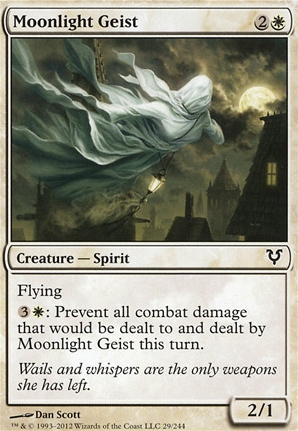 Moonlight Geist 2
Creature — Spirit
Flying
3 : Prevent all combat damage
that would be dealt to and dealt by
Moonlight Geist this turn.
Wails and whispers are the only weapons
she has left.
Dan Scott
™ & © 1993–2012 Wizards of the Coast LLC 29/244
2/1